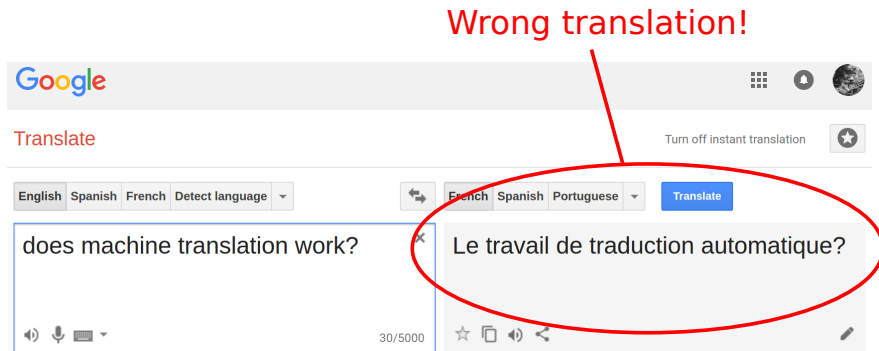 Wrong translation!
Google
Translate
Turn off instant translation
English Spanish French Detect language
French Spanish Portuguese
Translate
does machine translation work?
Le travail de traduction automatique?
30/5000